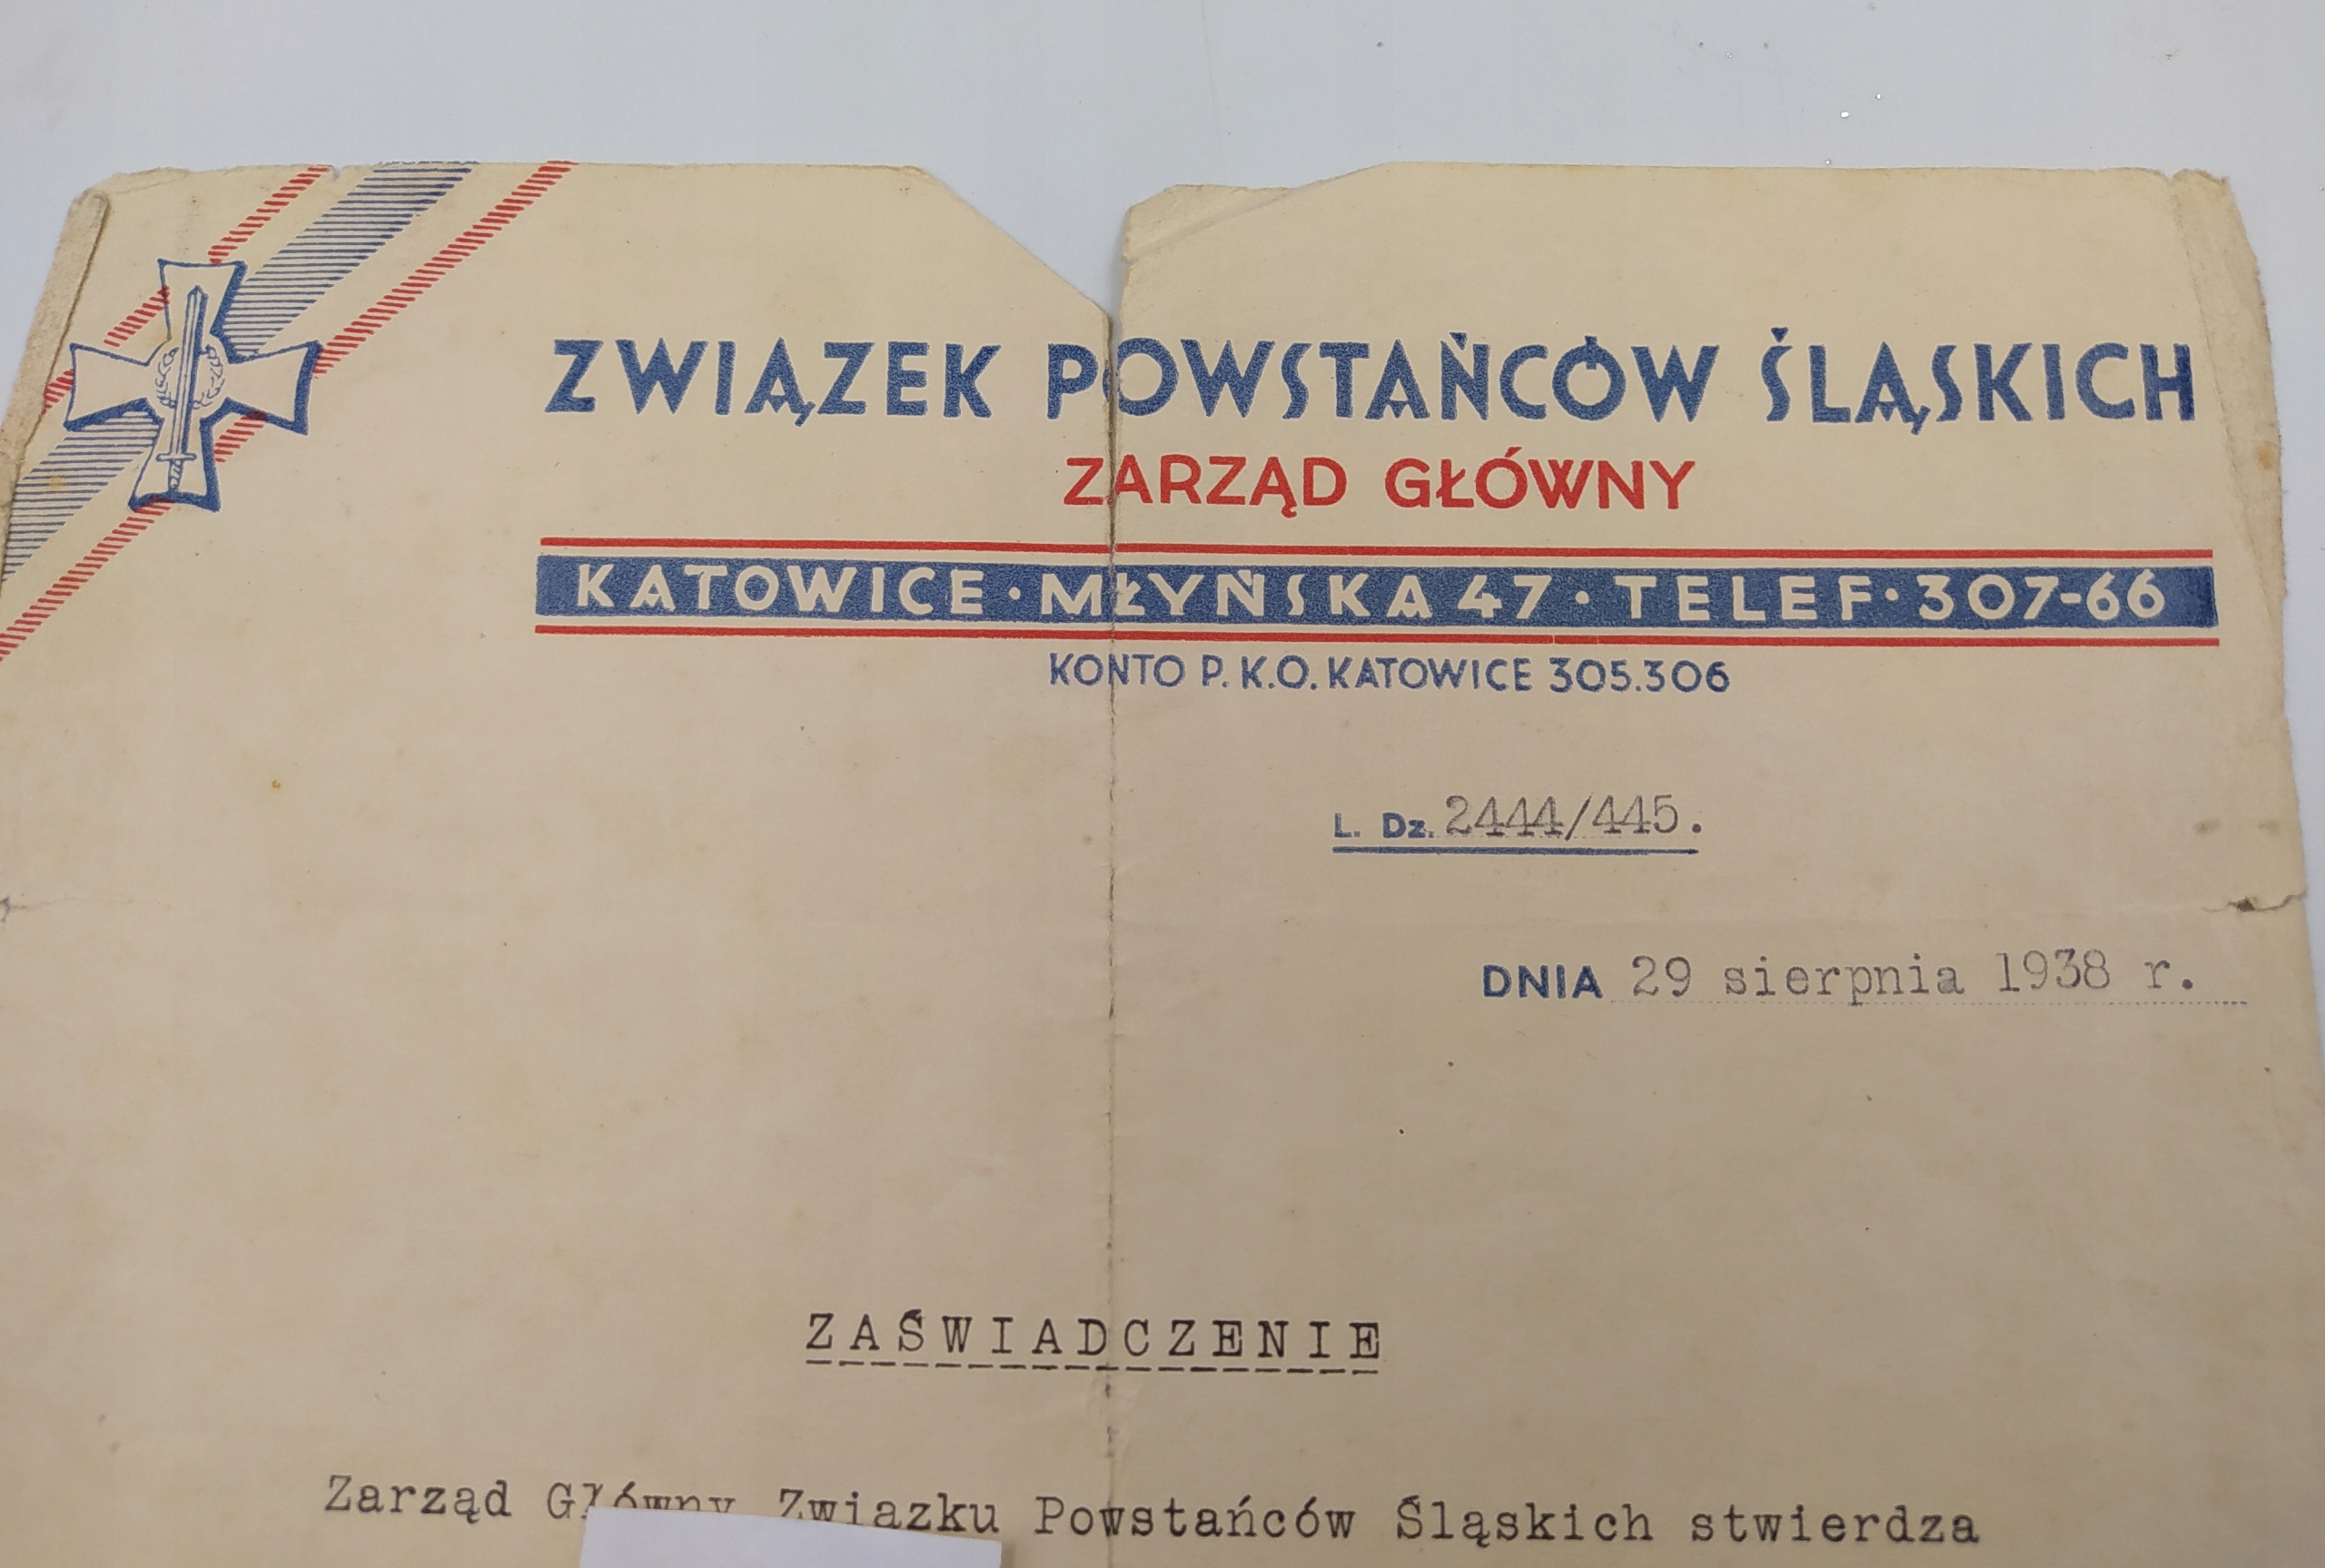 ZWIĄZEK POWSTAŃCÓW ŚLĄSKICH
ZARZĄD GŁÓWNY
KATOWICE · MŁYŃSKA 47 · TELEF · 307-66
KONTO P. K. O. KATOWICE 305.306
L. Dz. 2444/445.
DNIA 29 sierpnia 1938 r.
ZAŚWIADCZENIE
Zarząd Główny Związku Powstańców Śląskich stwierdza